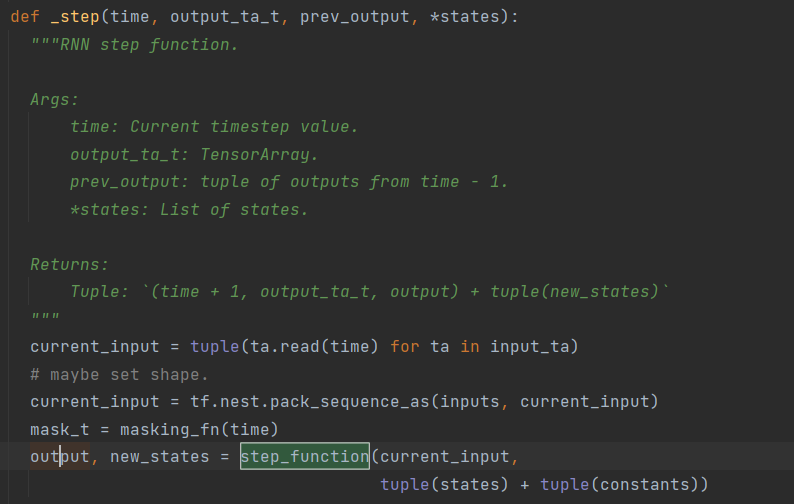 def _step(time, output_ta_t, prev_output, *states):
"""RNN step function.
Args:
time: Current timestep value.
output_ta_t: TensorArray.
prev_output: tuple of outputs from time - 1.
*states: List of states.
Returns:
Tuple: `(time + 1, output_ta_t, output) + tuple(new_states)`
"""
current_input = tuple(ta.read(time) for ta in input_ta)
# maybe set shape.
current_input = tf.nest.pack_sequence_as(inputs, current_input)
mask_t = masking_fn(time)
output, new_states = step_function(current_input,
tuple(states) + tuple(constants))